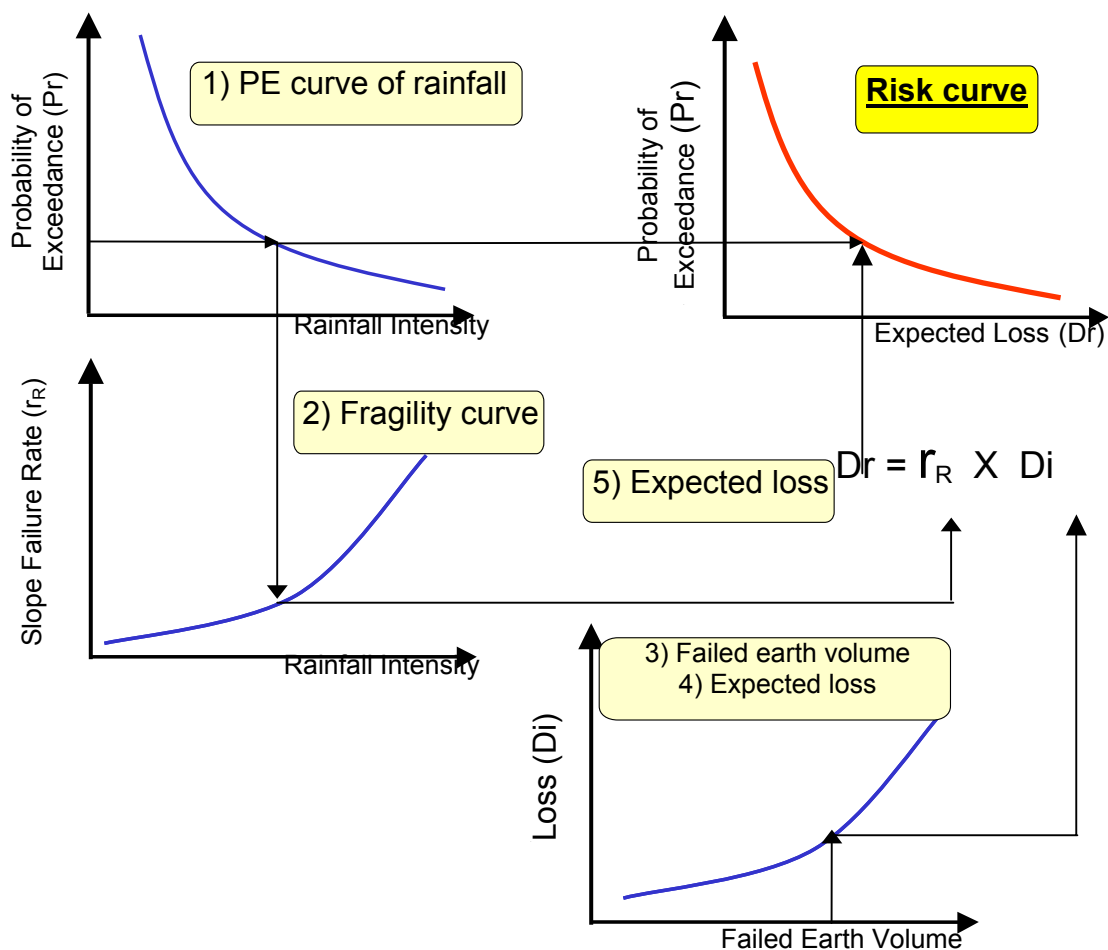 Probability of
Exceedance (Pr)
1) PE curve of rainfall
Rainfall Intensity
Probability of
Exceedance (Pr)
Risk curve
Expected Loss (Dr)
Slope Failure Rate (rR)
2) Fragility curve
Rainfall Intensity
5) Expected loss
Dr = rR X Di
Loss (Di)
3) Failed earth volume
4) Expected loss
Failed Earth Volume